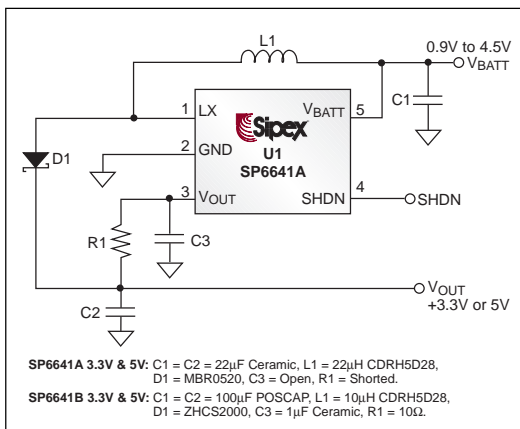 L1
0.9V to 4.5V
VBATT
1 LX
VBATT 5
C1
Sipex
D1
2 GND
U1
SP6641A
3 VOUT
SHDN 4
SHDN
R1
C3
VOUT
+3.3V or 5V
C2
SP6641A 3.3V & 5V: C1 = C2 = 22µF Ceramic, L1 = 22µH CDRH5D28,
D1 = MBR0520, C3 = Open, R1 = Shorted.
SP6641B 3.3V & 5V: C1 = C2 = 100µF POSCAP, L1 = 10µH CDRH5D28,
D1 = ZHCS2000, C3 = 1µF Ceramic, R1 = 10Ω.